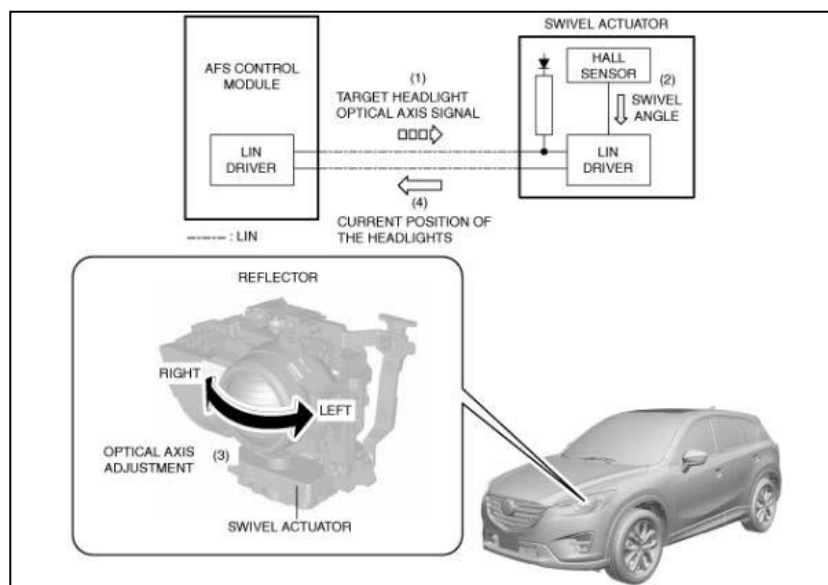 SWIVEL ACTUATOR
AFS CONTROL
MODULE
LIN
DRIVER
(1)
TARGET HEADLIGHT
OPTICAL AXIS SIGNAL
HALL
SENSOR
(2)
SWIVEL
ANGLE
LIN
DRIVER
(4)
CURRENT POSITION OF
THE HEADLIGHTS
: LIN
REFLECTOR
RIGHT
LEFT
OPTICAL AXIS
ADJUSTMENT
(3)
SWIVEL ACTUATOR